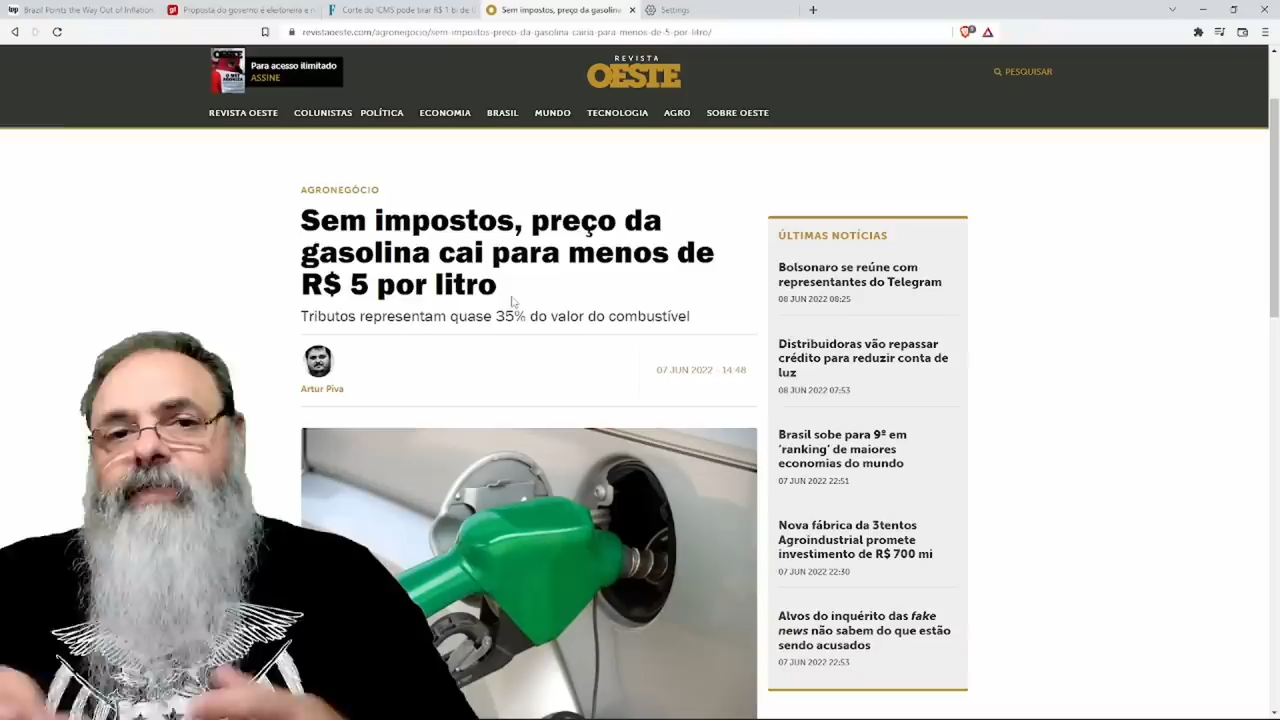 Brazil Points the Way Out of Inflation
Proposta do governo é eleitoreira e n
Corte do ICMS pode tirar R$ 1 bi de U
Sem impostos, preço da gasolina
Settings
revistaoeste.com/agronegocio/sem-impostos-preco-da-gasolina-cairia-para-menos-de-5-por-litro/
Para acesso ilimitado
ASSINE
REVISTA
OESTE
PESQUISAR
REVISTA OESTE
COLUNISTAS
POLÍTICA
ECONOMIA
BRASIL
MUNDO
TECNOLOGIA
AGRO
SOBRE OESTE
AGRONEGÓCIO
Sem impostos, preço da
gasolina cai para menos de
R$ 5 por litro
Tributos representam quase 35% do valor do combustível
Artur Piva
07 JUN 2022 - 14:48
ÚLTIMAS NOTÍCIAS
Bolsonaro se reúne com
representantes do Telegram
08 JUN 2022 08:25
Distribuidoras vão repassar
crédito para reduzir conta de
luz
08 JUN 2022 07:53
Brasil sobe para 9ª em
‘ranking’ de maiores
economias do mundo
07 JUN 2022 22:51
Nova fábrica da 3tentos
Agroindustrial promete
investimento de R$ 700 mi
07 JUN 2022 22:30
Alvos do inquérito das fake
news não sabem do que estão
sendo acusados
07 JUN 2022 22:53